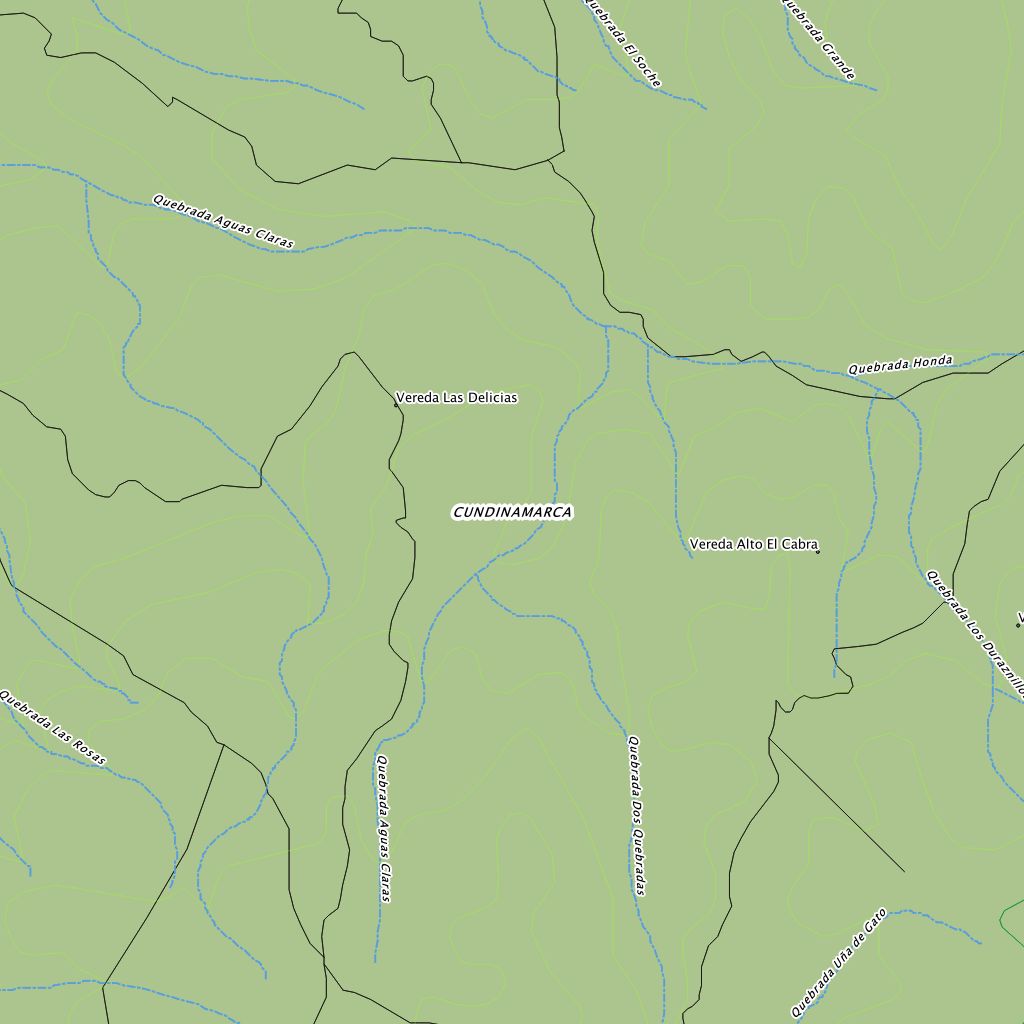 Quebrada El Soche
Quebrada Grande
Quebrada Aguas Claras
Quebrada Honda
Vereda Las Delicias
CUNDINAMARCA
Vereda Alto El Cabra
Quebrada Los Duraznillo
V
Quebrada Las Rosas
Quebrada Aguas Claras
Quebrada Dos Quebradas
Quebrada Uña de Gato